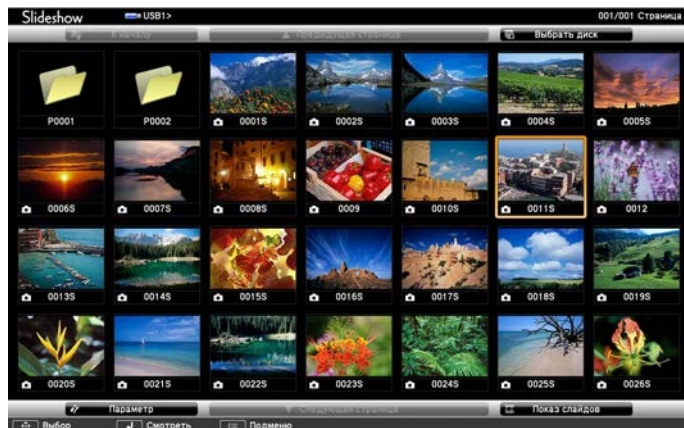 Slideshow USB1> 001/001 Страница
К началу Предыдущая страница Выбрать диск
P0001 P0002 0001S 0002S 0003S 0004S 0005S
0006S 0007S 0008S 0009 0010S 0011S 0012
0013S 0014S 0015S 0016S 0017S 0018S 0019S
0020S 0021S 0022S 0023S 0024S 0025S 0026S
Параметр Следующая страница Показ слайдов
Выбор Смотреть Подменю